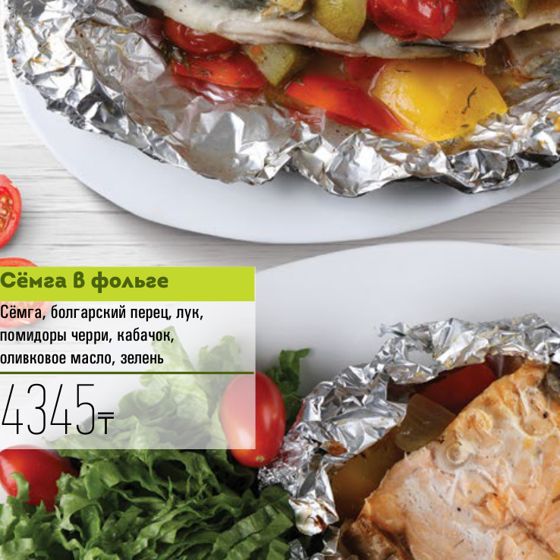 Сёмга в фольге
Сёмга, болгарский перец, лук,
помидоры черри, кабачок,
оливковое масло, зелень
4345₸